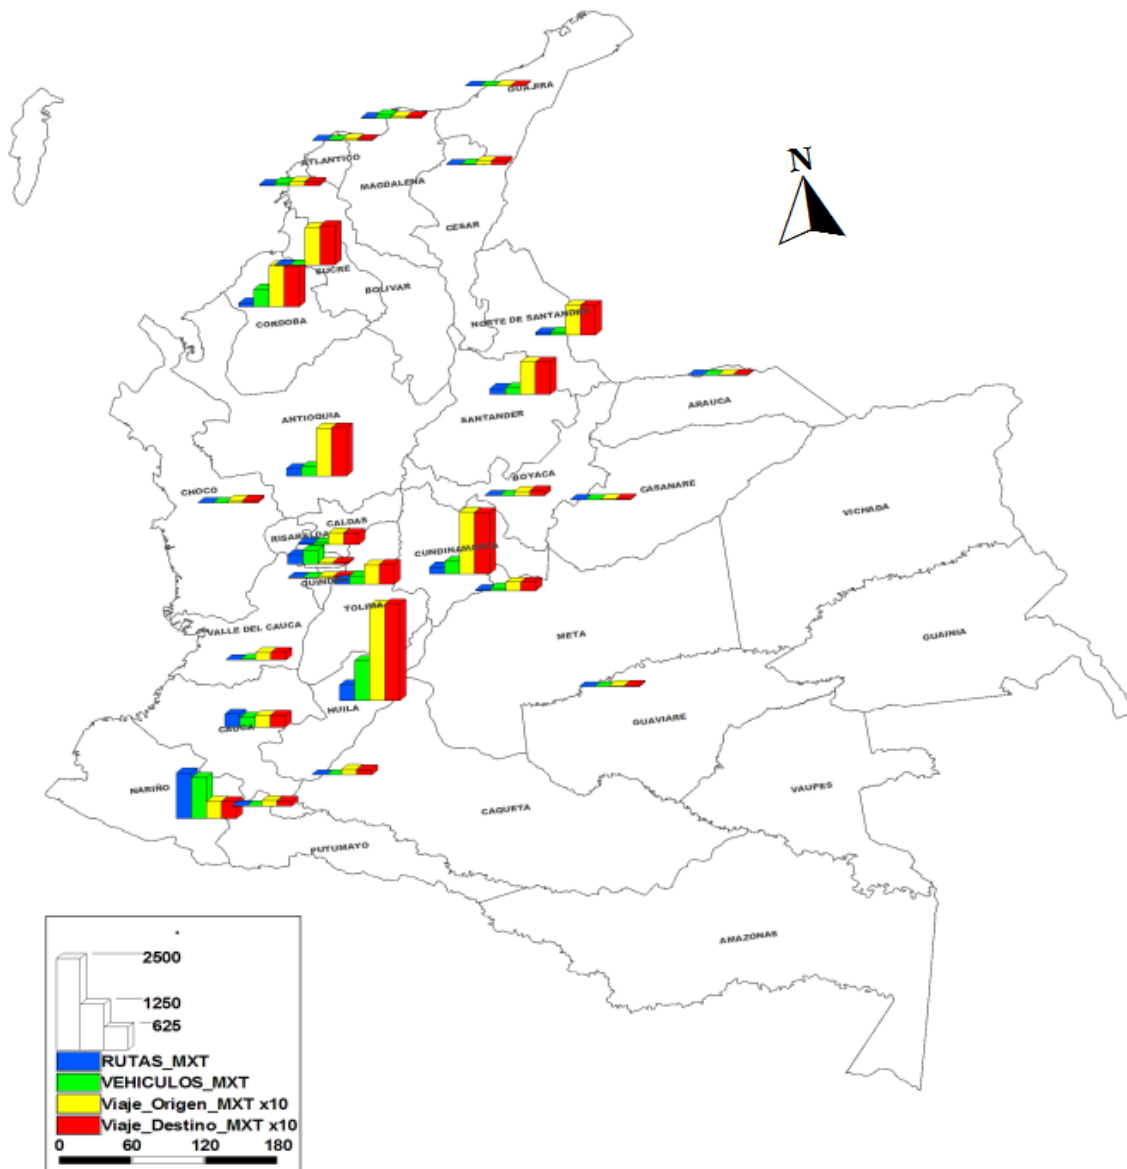 GUAJIRA
N
ATLANTICO
MAGDALENA
CESAR
SUCRE
BOLIVAR
CORDOBA
NORTE DE SANTANDER
ARAUCA
ANTIOQUIA
SANTANDER
BOYACA
CASANARE
CHOCO
VICHADA
CALDAS
RISARALDA
CUNDINAMARCA
QUINDIO
TOLIMA
VALLE DEL CAUCA
META
GUAINIA
HUILA
GUAVIARE
CAUCA
NARIÑO
VAUPES
CAQUETA
PUTUMAYO
AMAZONAS
2500
1250
625
RUTAS_MXT
VEHICULOS_MXT
Viaje_Origen_MXT x10
Viaje_Destino_MXT x10
0 60 120 180